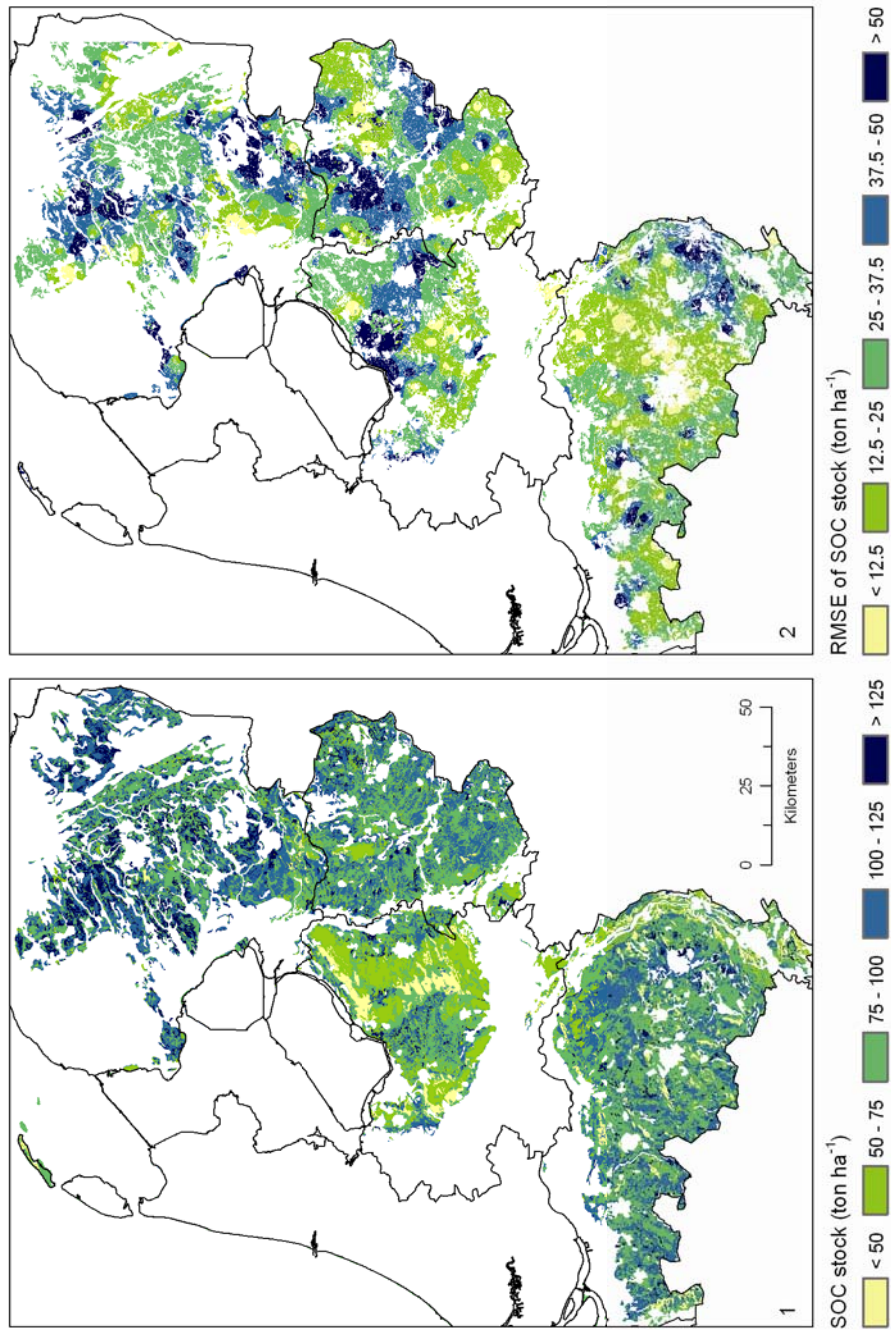 1
0 25 50
Kilometers
SOC stock (ton ha⁻¹)
< 50 50 - 75 75 - 100 100 - 125 > 125
2
RMSE of SOC stock (ton ha⁻¹)
< 12.5 12.5 - 25 25 - 37.5 37.5 - 50 > 50